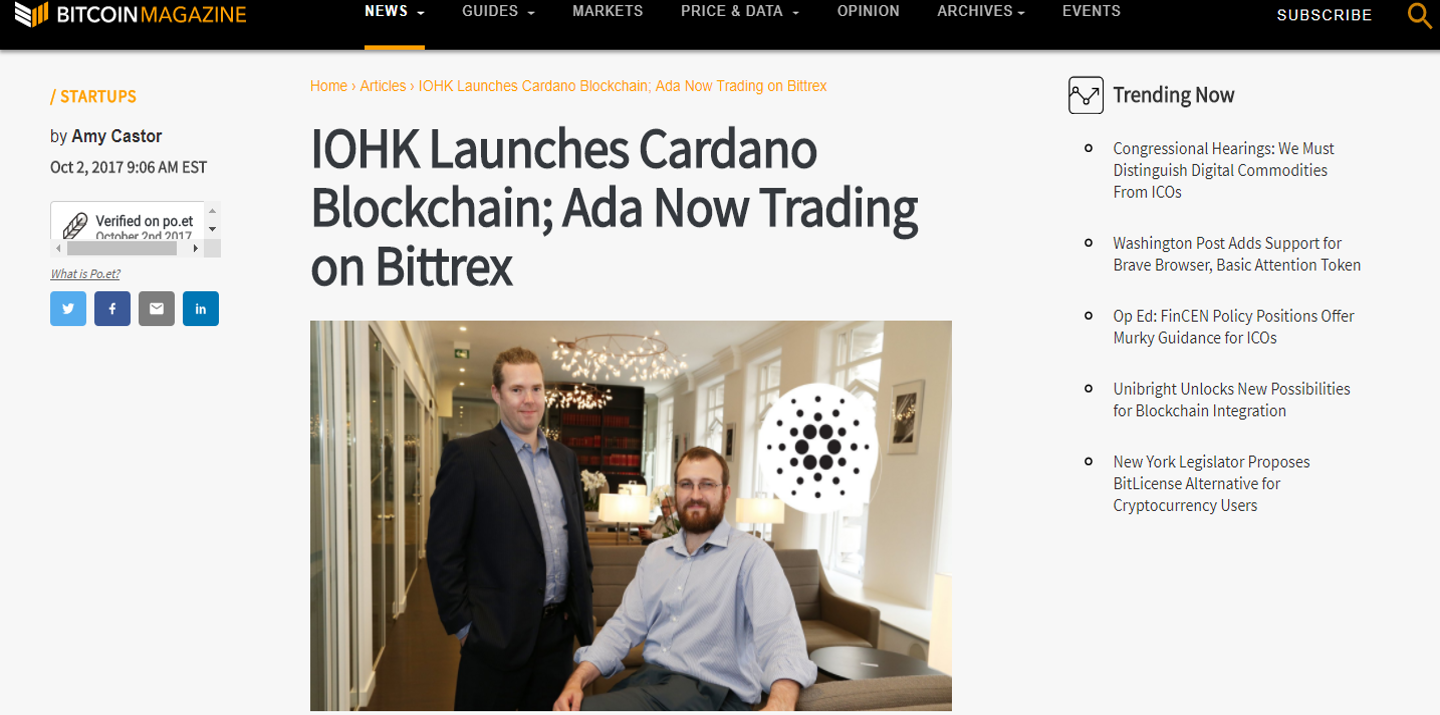 BITCOINMAGAZINE
NEWS
GUIDES
MARKETS
PRICE & DATA
OPINION
ARCHIVES
EVENTS
SUBSCRIBE
/ STARTUPS
by Amy Castor
Oct 2, 2017 9:06 AM EST
Verified on po.et
October 2nd 2017
What is Po.et?
f
in
Home › Articles › IOHK Launches Cardano Blockchain; Ada Now Trading on Bittrex
IOHK Launches Cardano
Blockchain; Ada Now Trading
on Bittrex
Trending Now
Congressional Hearings: We Must
Distinguish Digital Commodities
From ICOs
Washington Post Adds Support for
Brave Browser, Basic Attention Token
Op Ed: FinCEN Policy Positions Offer
Murky Guidance for ICOs
Unibright Unlocks New Possibilities
for Blockchain Integration
New York Legislator Proposes
BitLicense Alternative for
Cryptocurrency Users